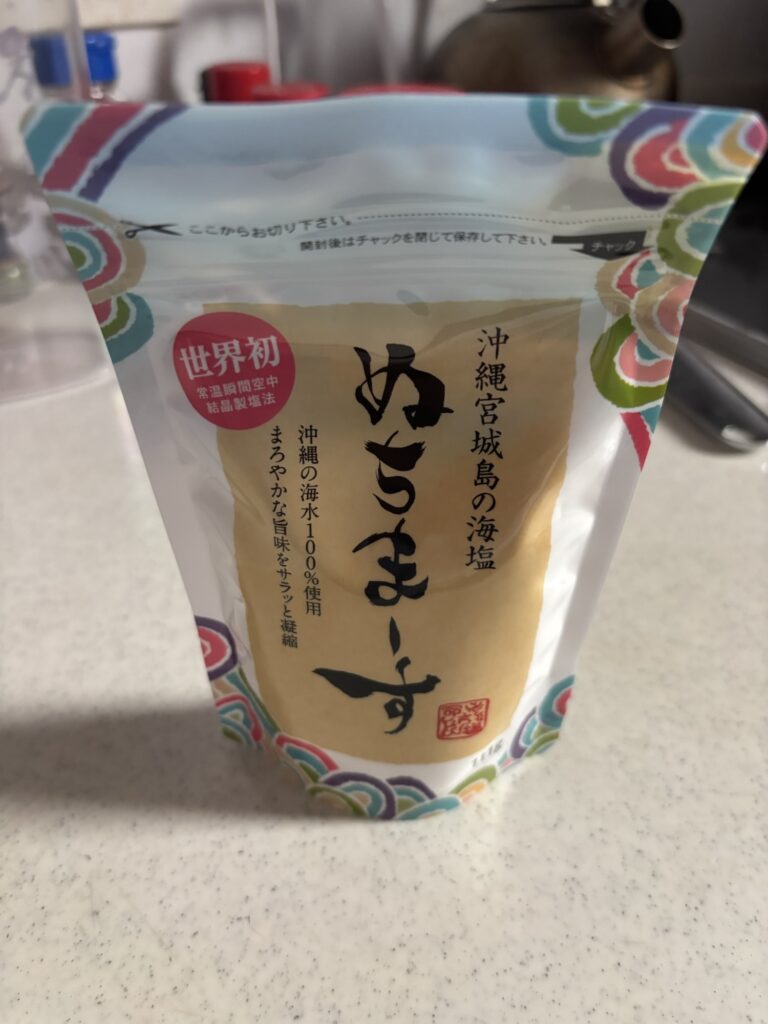 ここからお切り下さい。
開封後はチャックを閉じて保存して下さい。
チャック
世界初
常温瞬間空中
結晶製塩法
沖縄宮城島の海塩
ぬちまーす
沖縄の海水100%使用
まろやかな旨味をサラッと凝縮